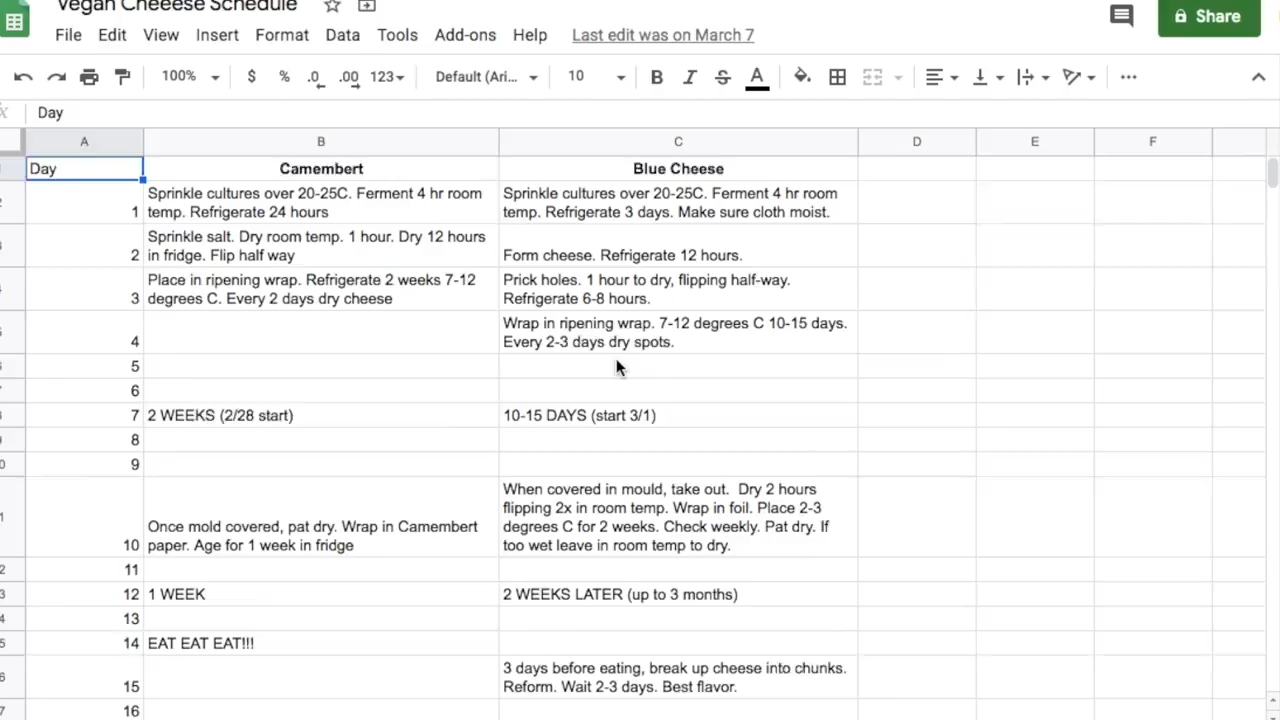 Vegan Cheeese Schedule
File Edit View Insert Format Data Tools Add-ons Help Last edit was on March 7
Share
100% $ % .0 .00 123 Default (Ari... 10 B I S A
Day
A B C D E F
Day Camembert Blue Cheese
Sprinkle cultures over 20-25C. Ferment 4 hr room
1 temp. Refrigerate 24 hours
Sprinkle cultures over 20-25C. Ferment 4 hr room
temp. Refrigerate 3 days. Make sure cloth moist.
Sprinkle salt. Dry room temp. 1 hour. Dry 12 hours
2 in fridge. Flip half way
Form cheese. Refrigerate 12 hours.
Place in ripening wrap. Refrigerate 2 weeks 7-12
3 degrees C. Every 2 days dry cheese
Prick holes. 1 hour to dry, flipping half-way.
Refrigerate 6-8 hours.
4
Wrap in ripening wrap. 7-12 degrees C 10-15 days.
Every 2-3 days dry spots.
5
6
7 2 WEEKS (2/28 start) 10-15 DAYS (start 3/1)
8
9
Once mold covered, pat dry. Wrap in Camembert
10 paper. Age for 1 week in fridge
When covered in mould, take out. Dry 2 hours
flipping 2x in room temp. Wrap in foil. Place 2-3
degrees C for 2 weeks. Check weekly. Pat dry. If
too wet leave in room temp to dry.
11
12 1 WEEK 2 WEEKS LATER (up to 3 months)
13
14 EAT EAT EAT!!!
15
3 days before eating, break up cheese into chunks.
Reform. Wait 2-3 days. Best flavor.
16